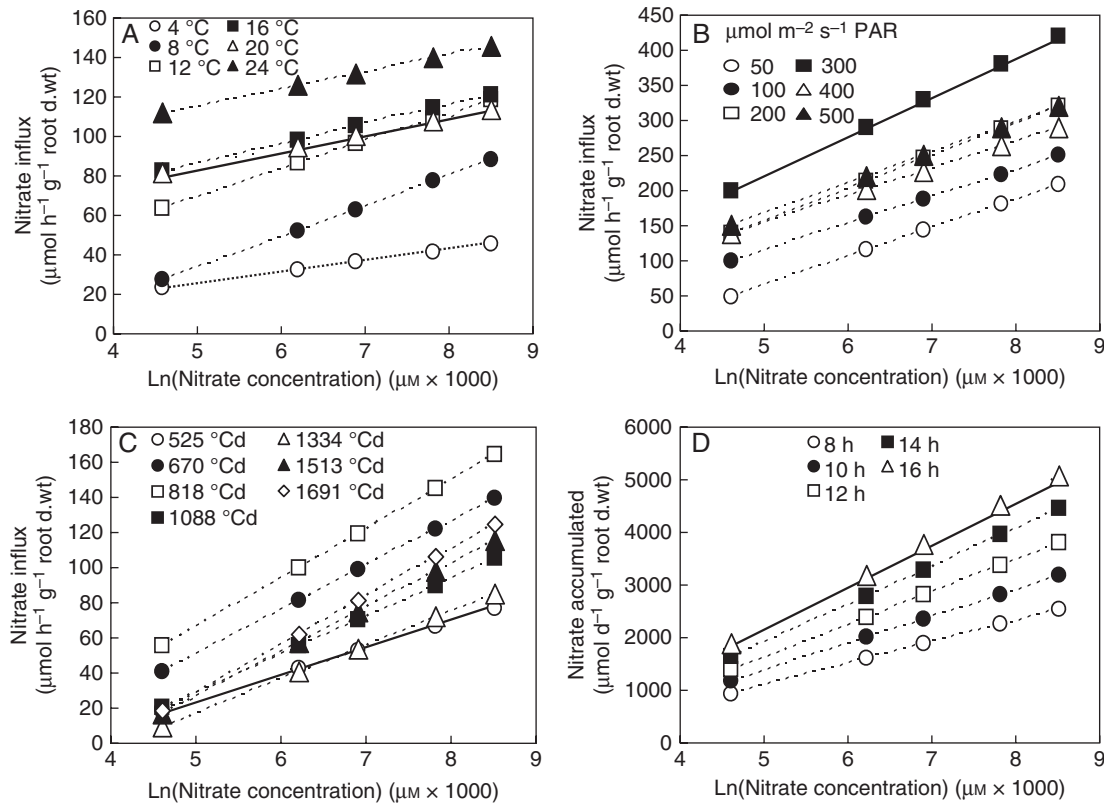 A
4 °C
16 °C
8 °C
20 °C
12 °C
24 °C
160
140
120
100
80
60
40
20
0
4
5
6
7
8
9
Nitrate influx
(μmol h⁻¹ g⁻¹ root d.wt)
Ln(Nitrate concentration) (μM × 1000)
B
μmol m⁻² s⁻¹ PAR
50
300
100
400
200
500
450
400
350
300
250
200
150
100
50
0
4
5
6
7
8
9
Nitrate influx
(μmol h⁻¹ g⁻¹ root d.wt)
Ln(Nitrate concentration) (μM × 1000)
C
525 °Cd
1334 °Cd
670 °Cd
1513 °Cd
818 °Cd
1691 °Cd
1088 °Cd
180
160
140
120
100
80
60
40
20
0
4
5
6
7
8
9
Nitrate influx
(μmol h⁻¹ g⁻¹ root d.wt)
Ln(Nitrate concentration) (μM × 1000)
D
8 h
14 h
10 h
16 h
12 h
6000
5000
4000
3000
2000
1000
0
4
5
6
7
8
9
Nitrate accumulated
(μmol d⁻¹ g⁻¹ root d.wt)
Ln(Nitrate concentration) (μM × 1000)